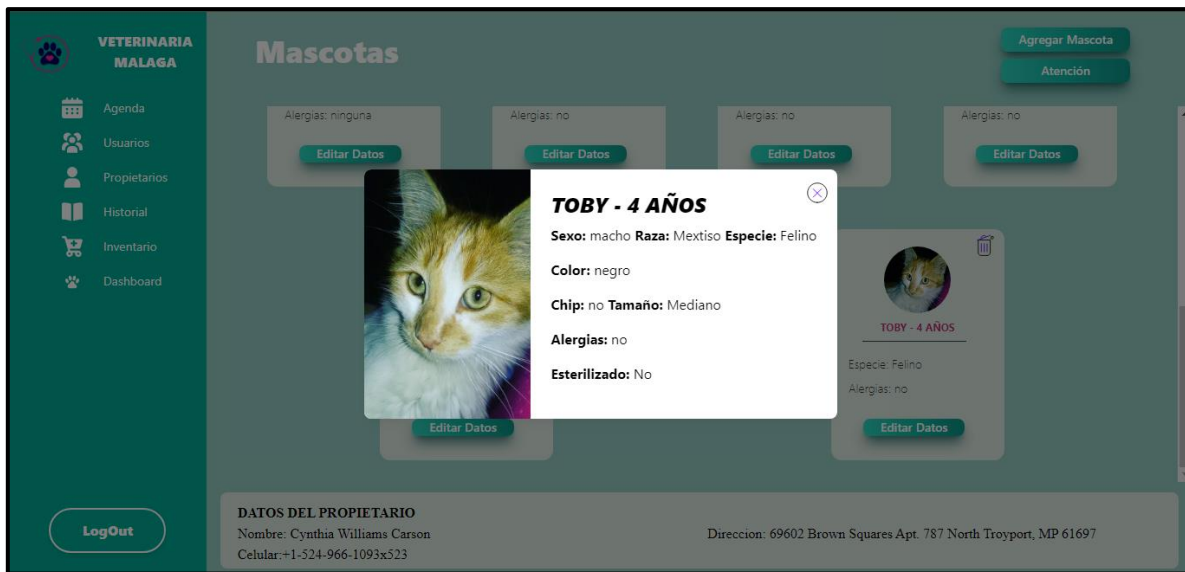 VETERINARIA
MALAGA
Agenda
Usuarios
Propietarios
Historial
Inventario
Dashboard
LogOut
Mascotas
Agregar Mascota
Atención
Alergias: ninguna
Alergias: no
Alergias: no
Alergias: no
Editar Datos
Editar Datos
Editar Datos
Editar Datos
TOBY - 4 AÑOS
Sexo: macho Raza: Mextiso Especie: Felino
Color: negro
Chip: no Tamaño: Mediano
Alergias: no
Esterilizado: No
Editar Datos
TOBY - 4 AÑOS
Especie: Felino
Alergias: no
Editar Datos
DATOS DEL PROPIETARIO
Nombre: Cynthia Williams Carson
Celular:+1-524-966-1093x523
Direccion: 69602 Brown Squares Apt. 787 North Troyport, MP 61697